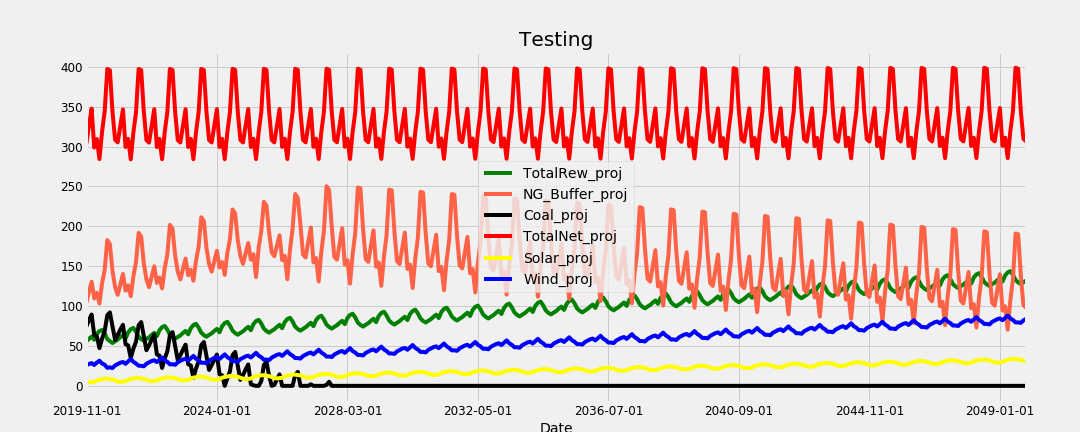 Testing
400
350
300
250
200
150
100
50
0
TotalRew_proj
NG_Buffer_proj
Coal_proj
TotalNet_proj
Solar_proj
Wind_proj
2019-11-01 2024-01-01 2028-03-01 2032-05-01 2036-07-01 2040-09-01 2044-11-01 2049-01-01
Date